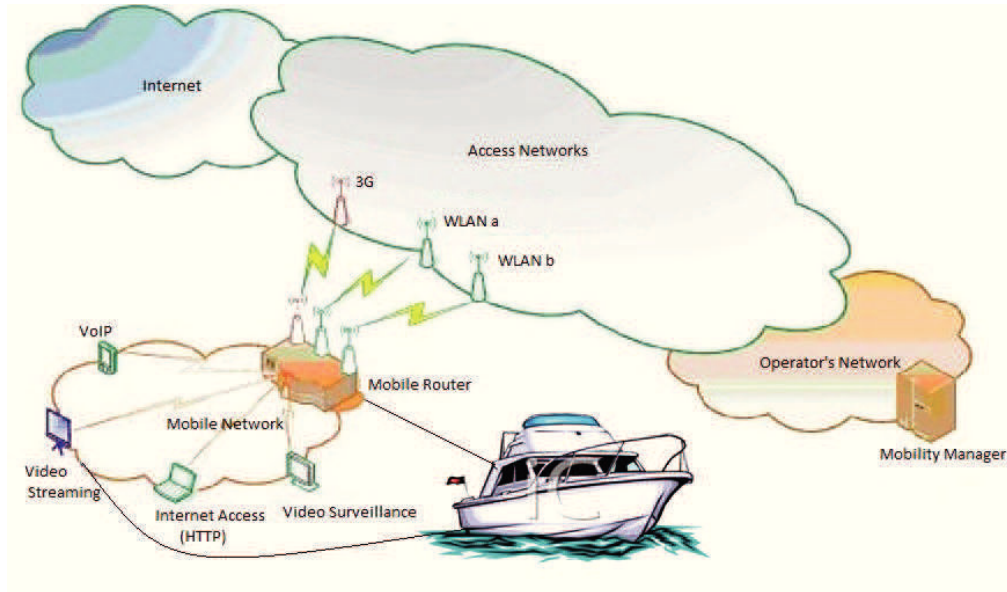 Internet
Access Networks
3G
WLAN a
WLAN b
VoIP
Operator's Network
Mobile Router
Mobile Network
Mobility Manager
Video
Streaming
Internet Access
(HTTP)
Video Surveillance